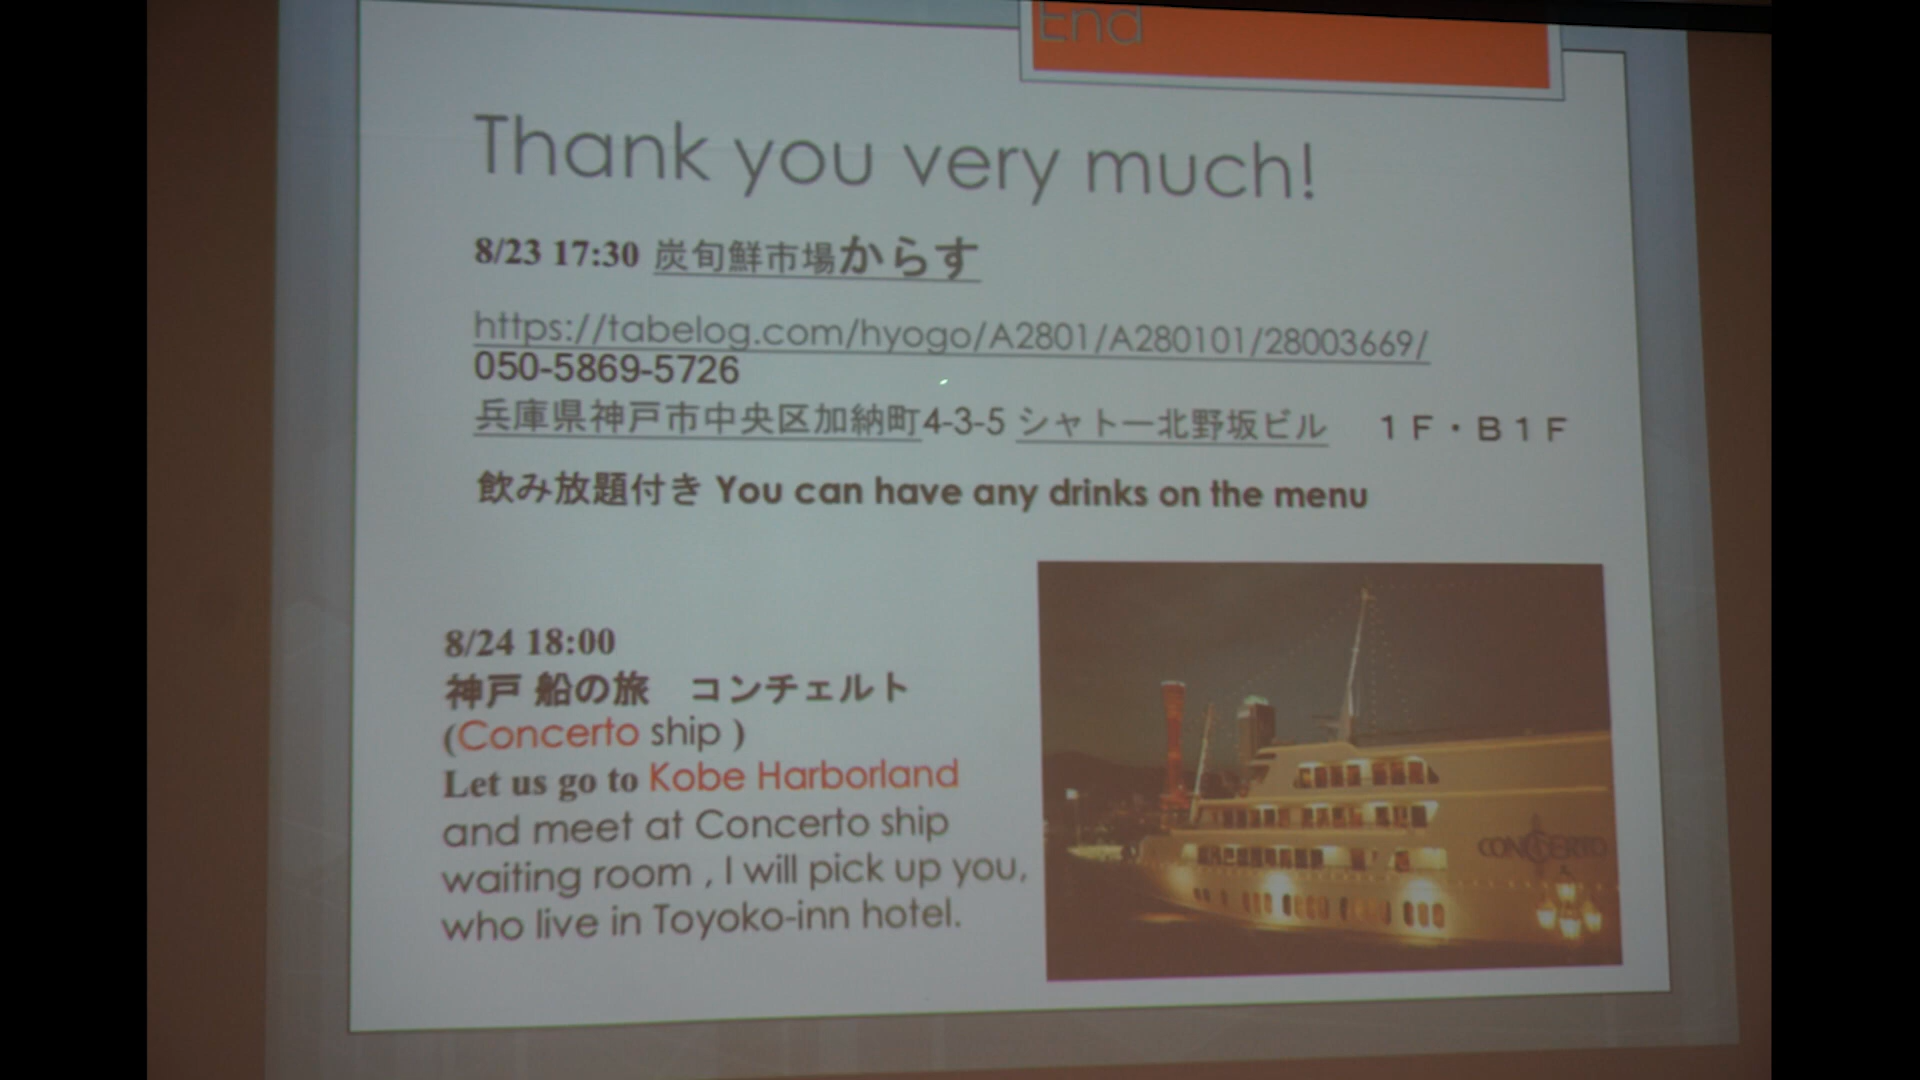 End
Thank you very much!
8/23 17:30 炭旬鮮市場からす
https://tabelog.com/hyogo/A2801/A280101/28003669/
050-5869-5726
兵庫県神戸市中央区加納町4-3-5 シャトー北野坂ビル　１Ｆ・Ｂ１Ｆ
飲み放題付き You can have any drinks on the menu
8/24 18:00
神戸 船の旅　コンチェルト
(Concerto ship )
Let us go to Kobe Harborland
and meet at Concerto ship
waiting room , I will pick up you,
who live in Toyoko-inn hotel.
CONCERTO